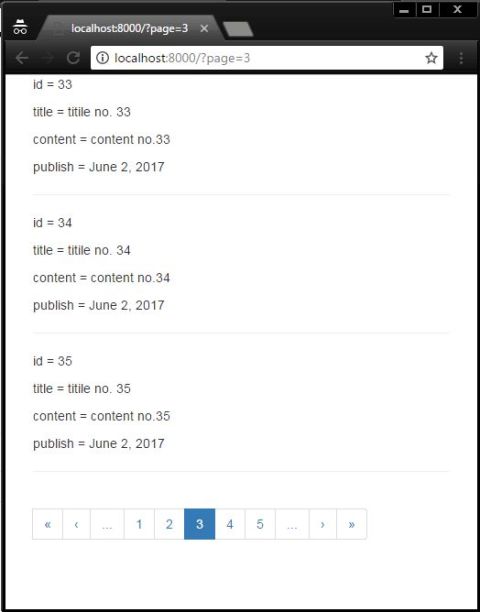 localhost:8000/?page=3
localhost:8000/?page=3
id = 33
title = titile no. 33
content = content no.33
publish = June 2, 2017
id = 34
title = titile no. 34
content = content no.34
publish = June 2, 2017
id = 35
title = titile no. 35
content = content no.35
publish = June 2, 2017
« ‹ ... 1 2 3 4 5 ... › »